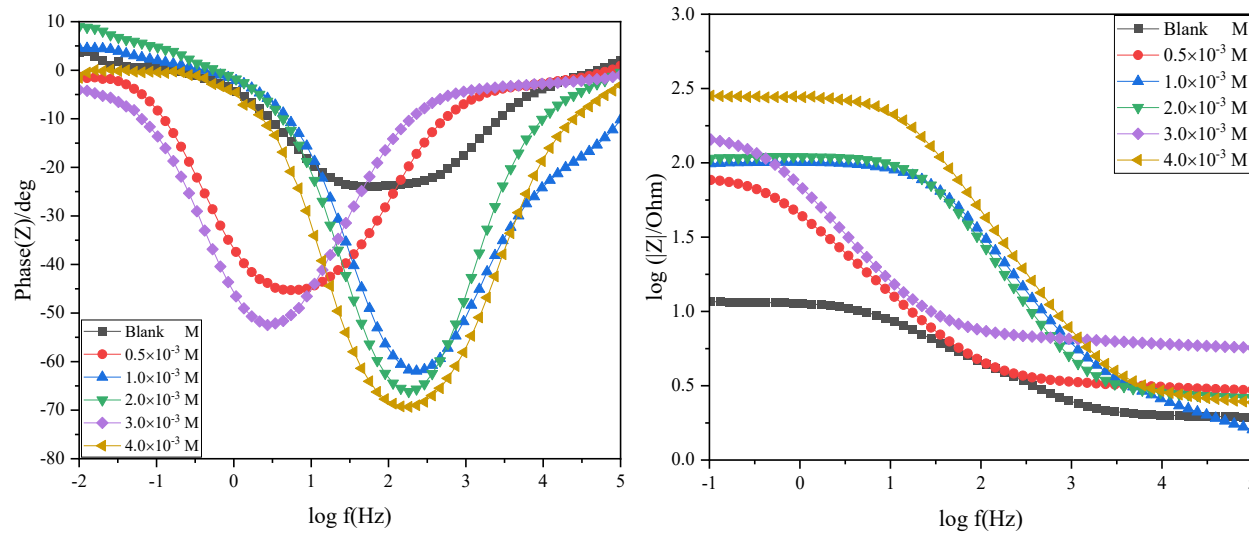 10
0
-10
-20
-30
-40
-50
-60
-70
-80
Phase(Z)/deg
Blank M
0.5×10⁻³ M
1.0×10⁻³ M
2.0×10⁻³ M
3.0×10⁻³ M
4.0×10⁻³ M
-2 -1 0 1 2 3 4 5
log f(Hz)
3.0
2.5
2.0
1.5
1.0
0.5
0.0
log (|Z|/Ohm)
Blank M
0.5×10⁻³ M
1.0×10⁻³ M
2.0×10⁻³ M
3.0×10⁻³ M
4.0×10⁻³ M
-1 0 1 2 3 4
log f(Hz)